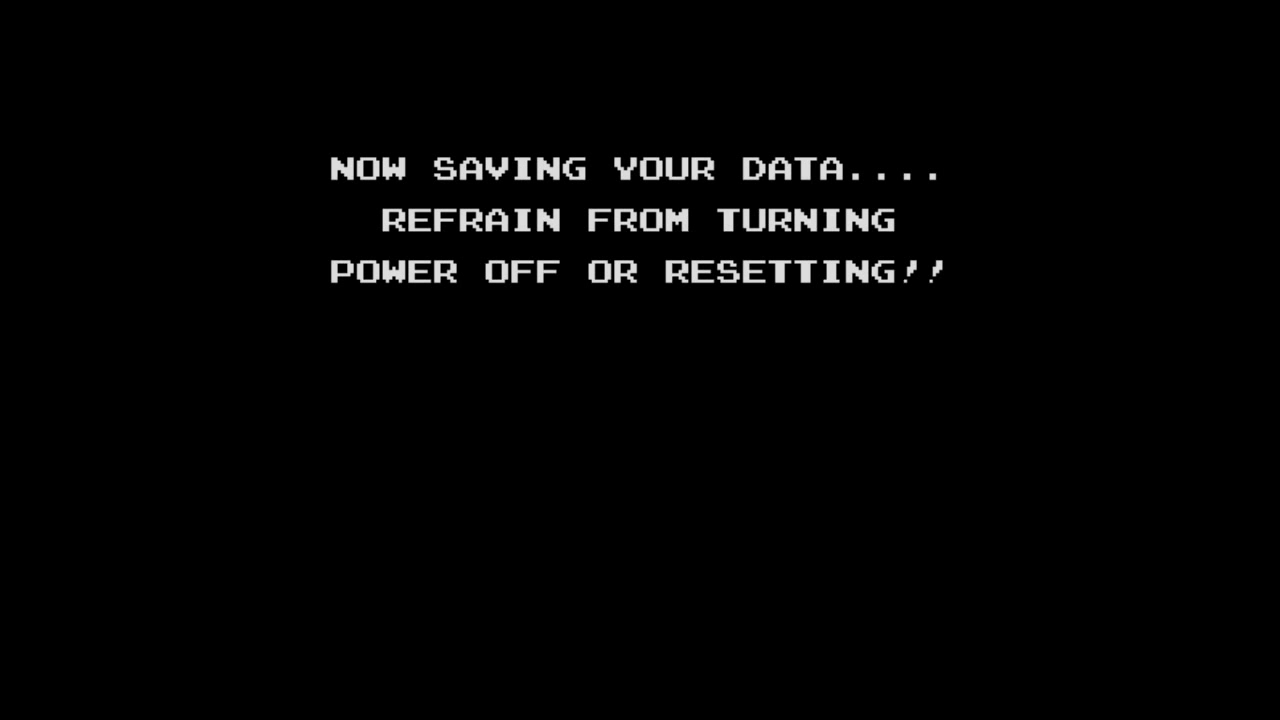 NOW SAVING YOUR DATA....
REFRAIN FROM TURNING
POWER OFF OR RESETTING!!